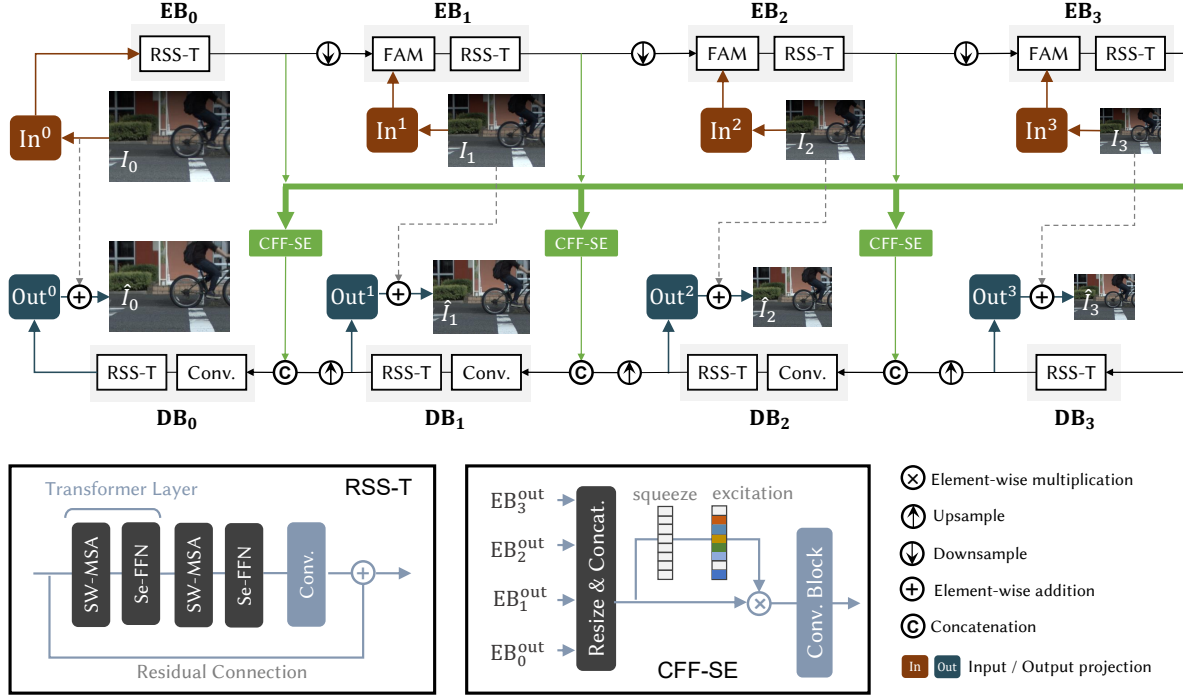 EB₀ EB₁ EB₂ EB₃
RSS-T FAM RSS-T FAM RSS-T FAM RSS-T
In⁰ I₀ In¹ I₁ In² I₂ In³ I₃
CFF-SE CFF-SE CFF-SE
Out⁰ Î₀ Out¹ Î₁ Out² Î₂ Out³ Î₃
RSS-T Conv. C RSS-T Conv. C RSS-T Conv. C RSS-T
DB₀ DB₁ DB₂ DB₃
RSS-T
Transformer Layer
SW-MSA Se-FFN SW-MSA Se-FFN Conv.
Residual Connection
squeeze excitation
EB₃ᵒᵘᵗ
EB₂ᵒᵘᵗ
EB₁ᵒᵘᵗ
EB₀ᵒᵘᵗ
Resize & Concat.
Conv. Block
CFF-SE
Element-wise multiplication
Upsample
Downsample
Element-wise addition
C Concatenation
In Out Input / Output projection